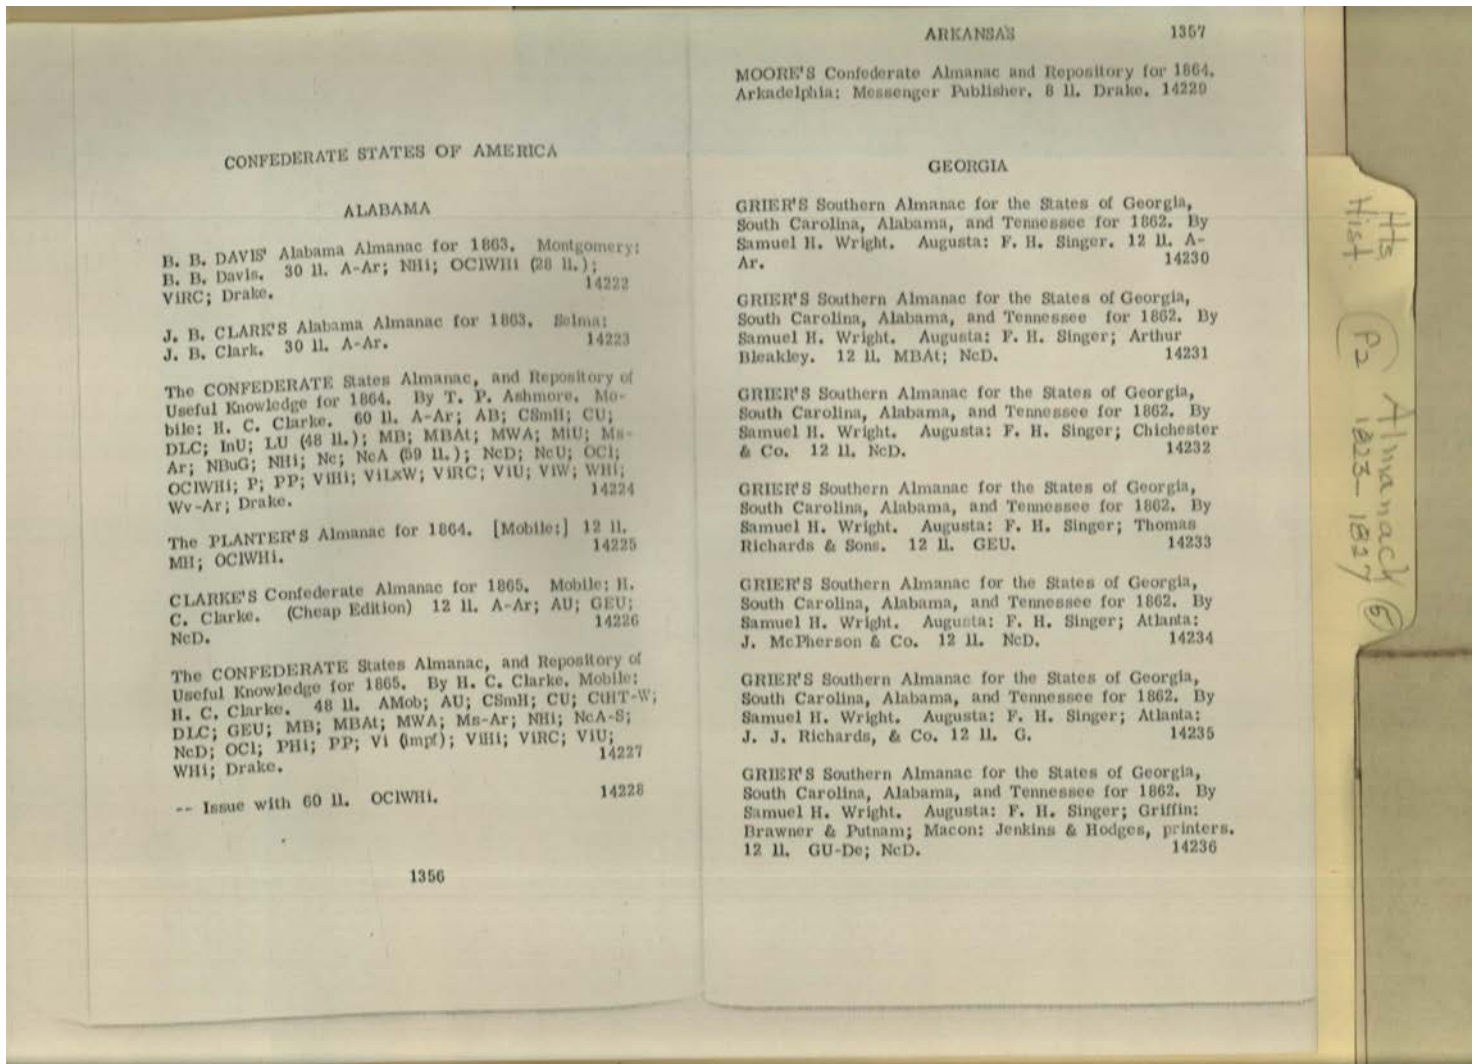 CONFEDERATE STATES OF AMERICA
ALABAMA
B. B. DAVIS' Alabama Almanac for 1863. Montgomery:
B. B. Davis. 30 ll. A-Ar; NHi; OClWHi (28 ll.);
ViRC; Drake. 14222
J. B. CLARK'S Alabama Almanac for 1863. Selma:
J. B. Clark. 30 ll. A-Ar. 14223
The CONFEDERATE States Almanac, and Repository of
Useful Knowledge for 1864. By T. P. Ashmore. Mo-
bile: H. C. Clarke. 60 ll. A-Ar; AB; CSmH; CU;
DLC; InU; LU (48 ll.); MB; MBAt; MWA; MiU; Ms-
Ar; NBuG; NHi; Nc; NcA (59 ll.); NcD; NcU; OCl;
OClWHi; P; PP; ViHi; ViLxW; ViRC; ViU; ViW; WHi;
Wv-Ar; Drake. 14224
The PLANTER'S Almanac for 1864. [Mobile:] 12 ll.
MH; OClWHi. 14225
CLARKE'S Confederate Almanac for 1865. Mobile: H.
C. Clarke. (Cheap Edition) 12 ll. A-Ar; AU; GEU;
NcD. 14226
The CONFEDERATE States Almanac, and Repository of
Useful Knowledge for 1865. By H. C. Clarke. Mobile:
H. C. Clarke. 48 ll. AMob; AU; CSmH; CU; CtHT-W;
DLC; GEU; MB; MBAt; MWA; Ms-Ar; NHi; NcA-S;
NcD; OCl; PHi; PP; Vi (impf); ViHi; ViRC; ViU;
WHi; Drake. 14227
-- Issue with 60 ll. OClWHi. 14228
1356
ARKANSAS 1357
MOORE'S Confederate Almanac and Repository for 1864.
Arkadelphia: Messenger Publisher. 8 ll. Drake. 14229
GEORGIA
GRIER'S Southern Almanac for the States of Georgia,
South Carolina, Alabama, and Tennessee for 1862. By
Samuel H. Wright. Augusta: F. H. Singer. 12 ll. A-
Ar. 14230
GRIER'S Southern Almanac for the States of Georgia,
South Carolina, Alabama, and Tennessee for 1862. By
Samuel H. Wright. Augusta: F. H. Singer; Arthur
Bleakley. 12 ll. MBAt; NcD. 14231
GRIER'S Southern Almanac for the States of Georgia,
South Carolina, Alabama, and Tennessee for 1862. By
Samuel H. Wright. Augusta: F. H. Singer; Chichester
& Co. 12 ll. NcD. 14232
GRIER'S Southern Almanac for the States of Georgia,
South Carolina, Alabama, and Tennessee for 1862. By
Samuel H. Wright. Augusta: F. H. Singer; Thomas
Richards & Sons. 12 ll. GEU. 14233
GRIER'S Southern Almanac for the States of Georgia,
South Carolina, Alabama, and Tennessee for 1862. By
Samuel H. Wright. Augusta: F. H. Singer; Atlanta:
J. McPherson & Co. 12 ll. NcD. 14234
GRIER'S Southern Almanac for the States of Georgia,
South Carolina, Alabama, and Tennessee for 1862. By
Samuel H. Wright. Augusta: F. H. Singer; Atlanta:
J. J. Richards, & Co. 12 ll. G. 14235
GRIER'S Southern Almanac for the States of Georgia,
South Carolina, Alabama, and Tennessee for 1862. By
Samuel H. Wright. Augusta: F. H. Singer; Griffin:
Brawner & Putnam; Macon: Jenkins & Hodges, printers.
12 ll. GU-De; NcD. 14236
Hts Almanack 5
Hist. P2 1823-1827